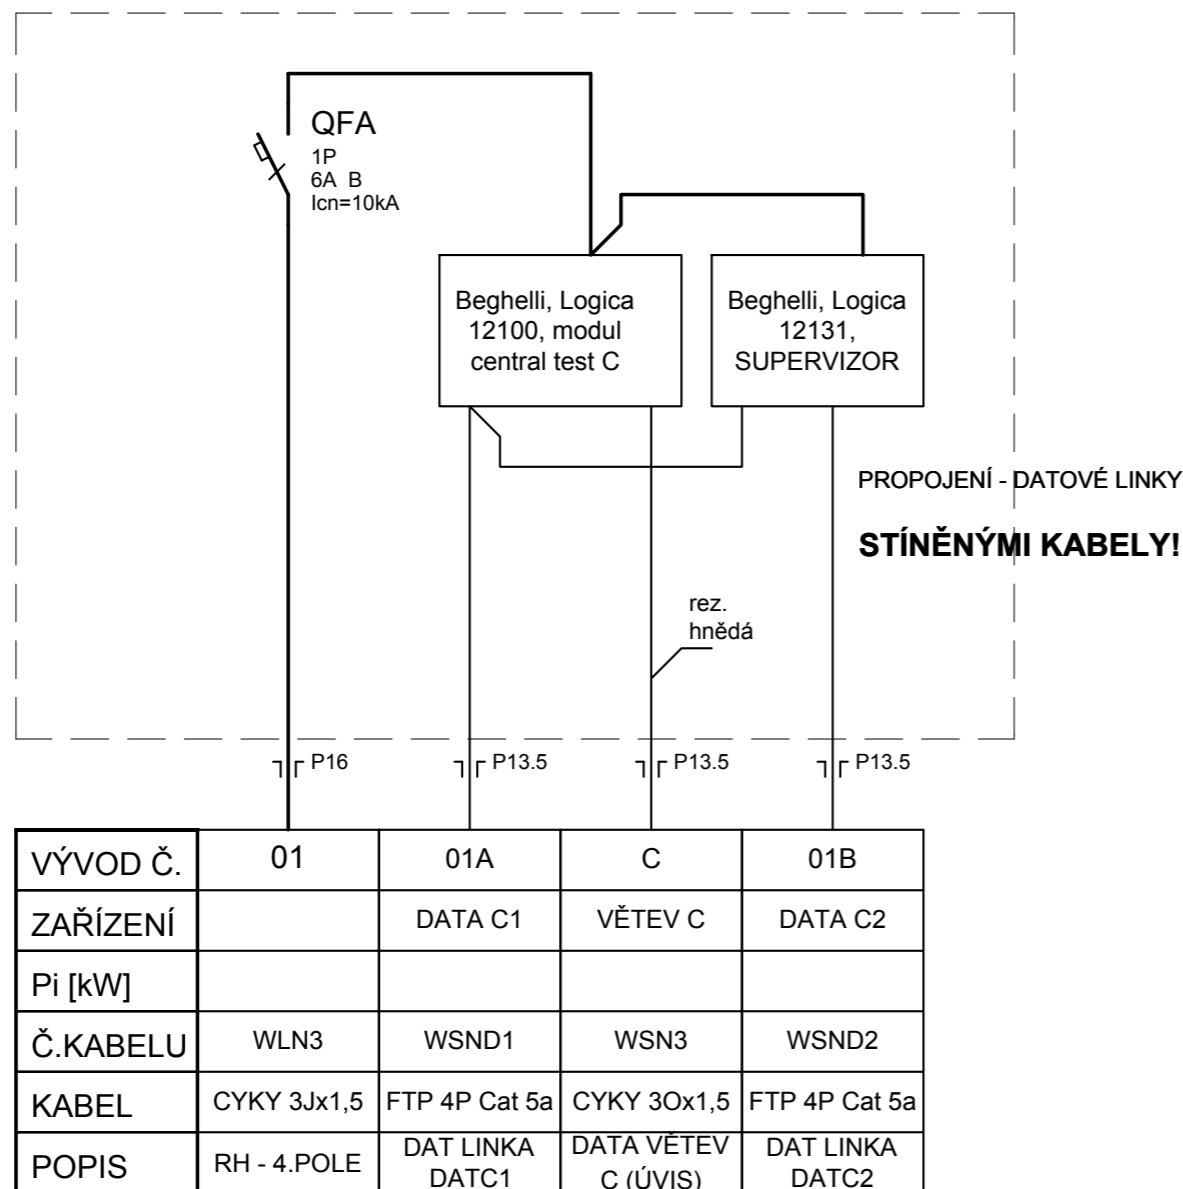 QFA
1P
6A B
Icn=10kA
Beghelli, Logica
12100, modul
central test C
Beghelli, Logica
12131,
SUPERVIZOR
PROPOJENÍ - DATOVÉ LINKY
STÍNĚNÝMI KABELY!
rez.
hnědá
P16 P13.5 P13.5 P13.5
VÝVOD Č. 01 01A C 01B
ZAŘÍZENÍ DATA C1 VĚTEV C DATA C2
Pi [kW]
Č.KABELU WLN3 WSND1 WSN3 WSND2
KABEL CYKY 3Jx1,5 FTP 4P Cat 5a CYKY 3Ox1,5 FTP 4P Cat 5a
POPIS RH - 4.POLE DAT LINKA DATA VĚTEV DAT LINKA
DATC1 C (ÚVIS) DATC2